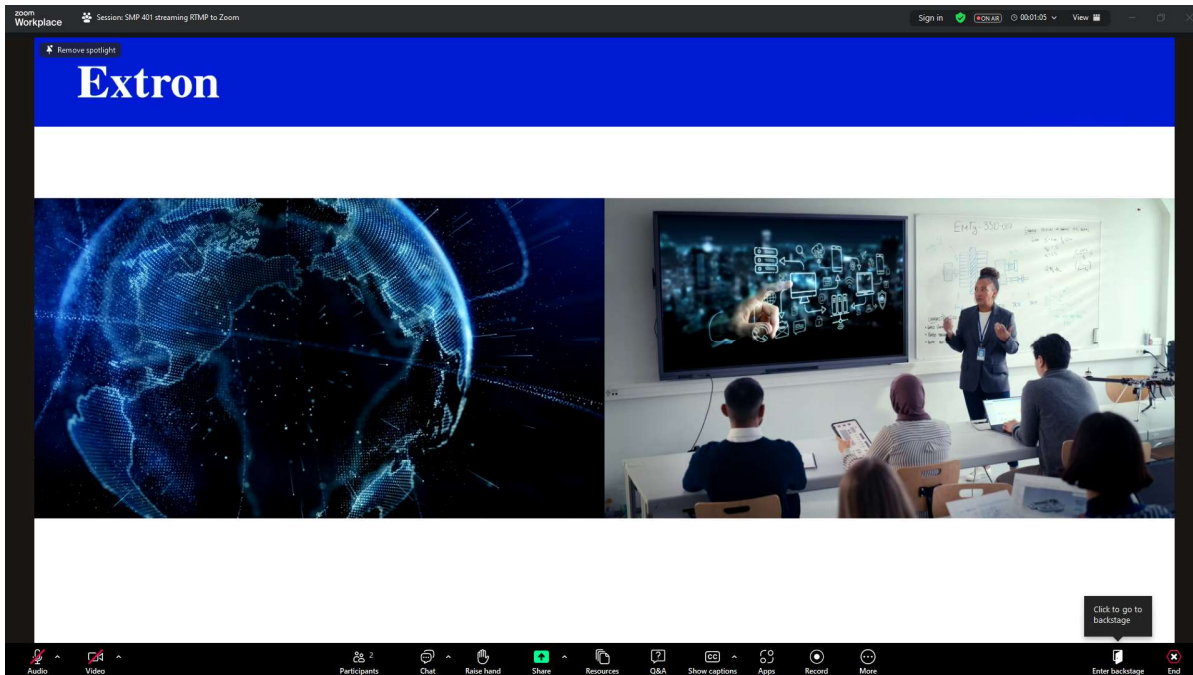 zoom
Workplace
Session: SMP 401 streaming RTMP to Zoom
Sign in
ON AIR
00:01:05
View
Remove spotlight
Extron
Click to go to
backstage
2
Audio
Video
Participants
Chat
Raise hand
Share
Resources
Q&A
CC
Show captions
Apps
Record
More
Enter backstage
End